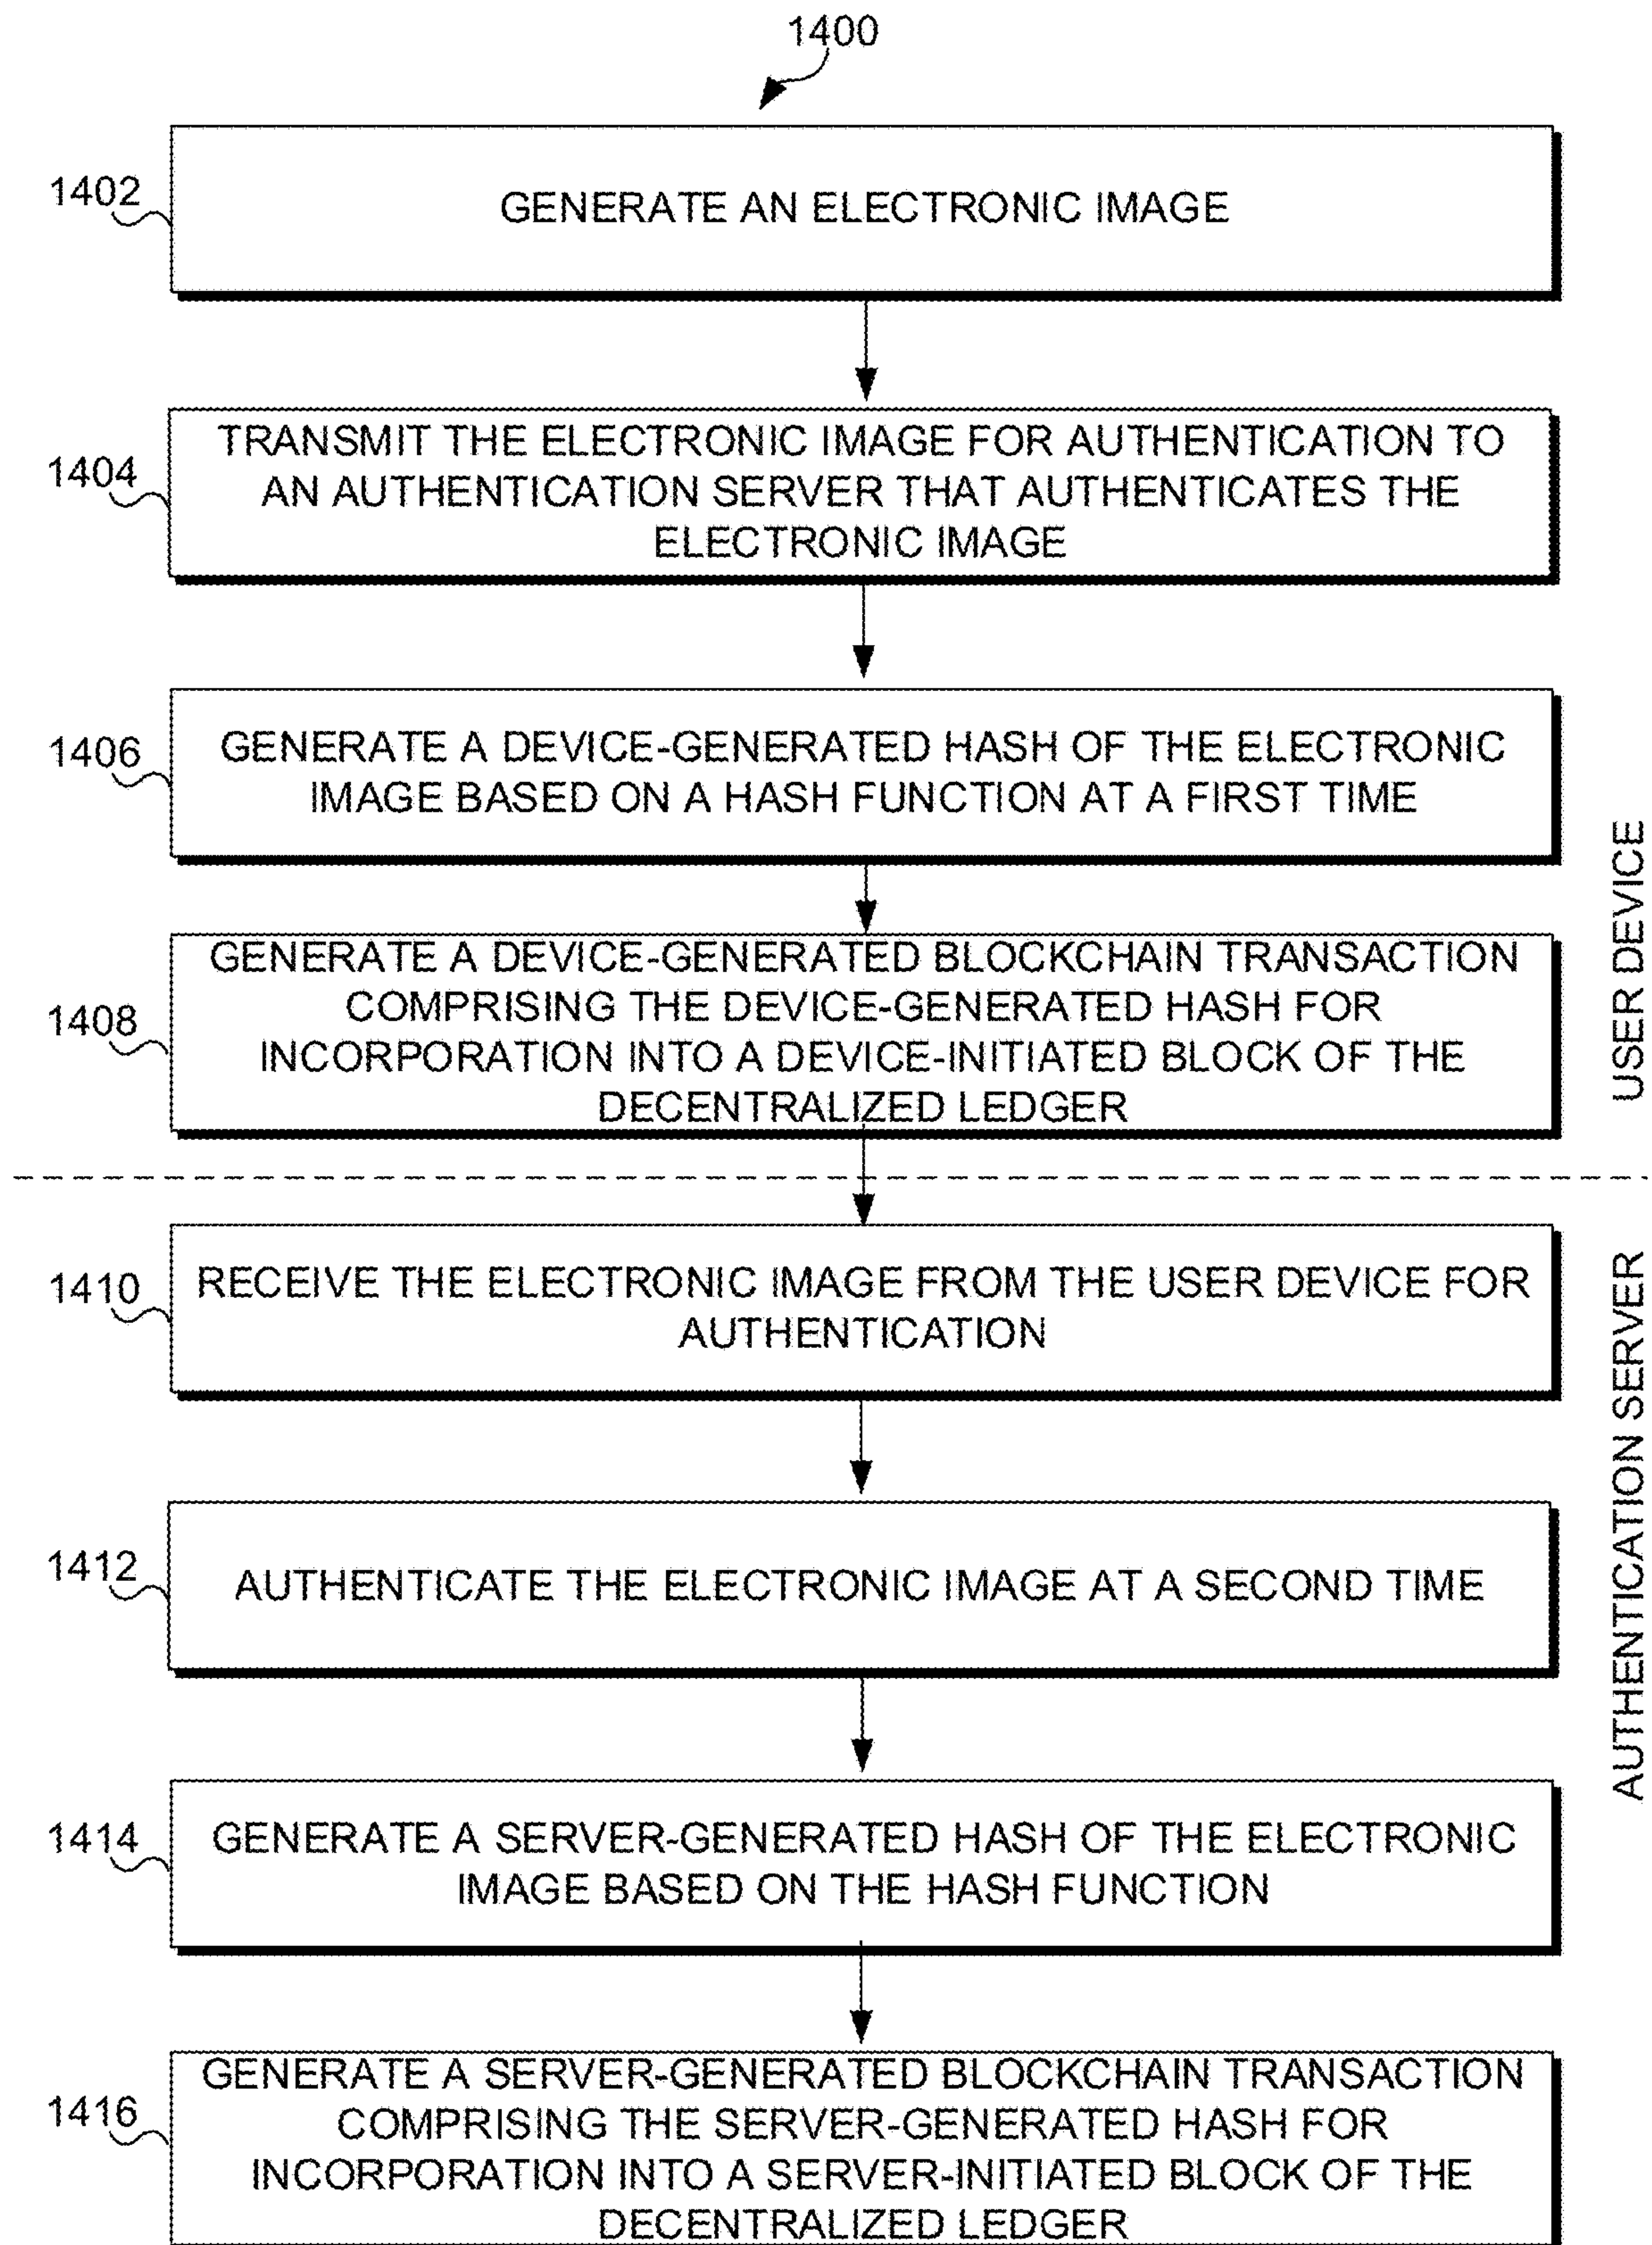 1400
1402
GENERATE AN ELECTRONIC IMAGE
1404
TRANSMIT THE ELECTRONIC IMAGE FOR AUTHENTICATION TO
AN AUTHENTICATION SERVER THAT AUTHENTICATES THE
ELECTRONIC IMAGE
1406
GENERATE A DEVICE-GENERATED HASH OF THE ELECTRONIC
IMAGE BASED ON A HASH FUNCTION AT A FIRST TIME
1408
GENERATE A DEVICE-GENERATED BLOCKCHAIN TRANSACTION
COMPRISING THE DEVICE-GENERATED HASH FOR
INCORPORATION INTO A DEVICE-INITIATED BLOCK OF THE
DECENTRALIZED LEDGER
USER DEVICE
1410
RECEIVE THE ELECTRONIC IMAGE FROM THE USER DEVICE FOR
AUTHENTICATION
1412
AUTHENTICATE THE ELECTRONIC IMAGE AT A SECOND TIME
1414
GENERATE A SERVER-GENERATED HASH OF THE ELECTRONIC
IMAGE BASED ON THE HASH FUNCTION
1416
GENERATE A SERVER-GENERATED BLOCKCHAIN TRANSACTION
COMPRISING THE SERVER-GENERATED HASH FOR
INCORPORATION INTO A SERVER-INITIATED BLOCK OF THE
DECENTRALIZED LEDGER
AUTHENTICATION SERVER